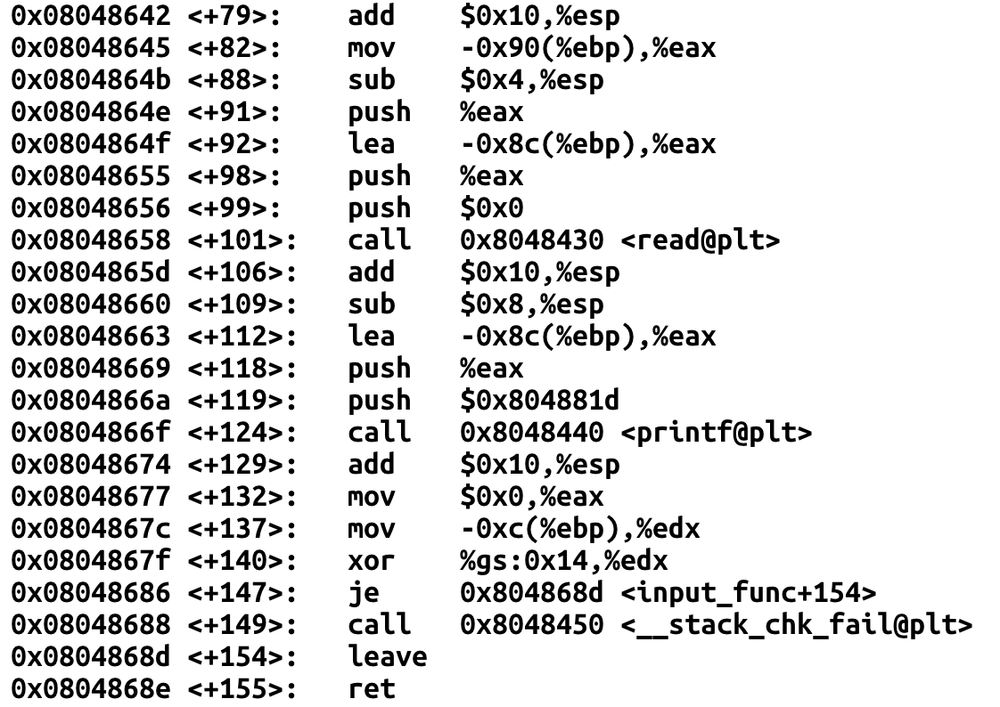 0x08048642 <+79>: add $0x10,%esp
0x08048645 <+82>: mov -0x90(%ebp),%eax
0x0804864b <+88>: sub $0x4,%esp
0x0804864e <+91>: push %eax
0x0804864f <+92>: lea -0x8c(%ebp),%eax
0x08048655 <+98>: push %eax
0x08048656 <+99>: push $0x0
0x08048658 <+101>: call 0x8048430 <read@plt>
0x0804865d <+106>: add $0x10,%esp
0x08048660 <+109>: sub $0x8,%esp
0x08048663 <+112>: lea -0x8c(%ebp),%eax
0x08048669 <+118>: push %eax
0x0804866a <+119>: push $0x804881d
0x0804866f <+124>: call 0x8048440 <printf@plt>
0x08048674 <+129>: add $0x10,%esp
0x08048677 <+132>: mov $0x0,%eax
0x0804867c <+137>: mov -0xc(%ebp),%edx
0x0804867f <+140>: xor %gs:0x14,%edx
0x08048686 <+147>: je 0x804868d <input_func+154>
0x08048688 <+149>: call 0x8048450 <__stack_chk_fail@plt>
0x0804868d <+154>: leave
0x0804868e <+155>: ret